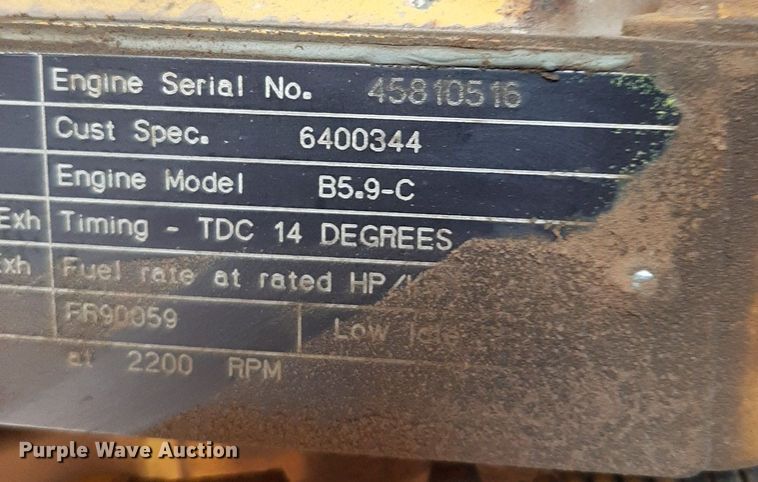 Engine Serial No. 45810516
Cust Spec. 6400344
Engine Model B5.9-C
Exh Timing - TDC 14 DEGREES
Exh Fuel rate at rated HP/
FR90059 Low Idle
at 2200 RPM
Purple Wave Auction